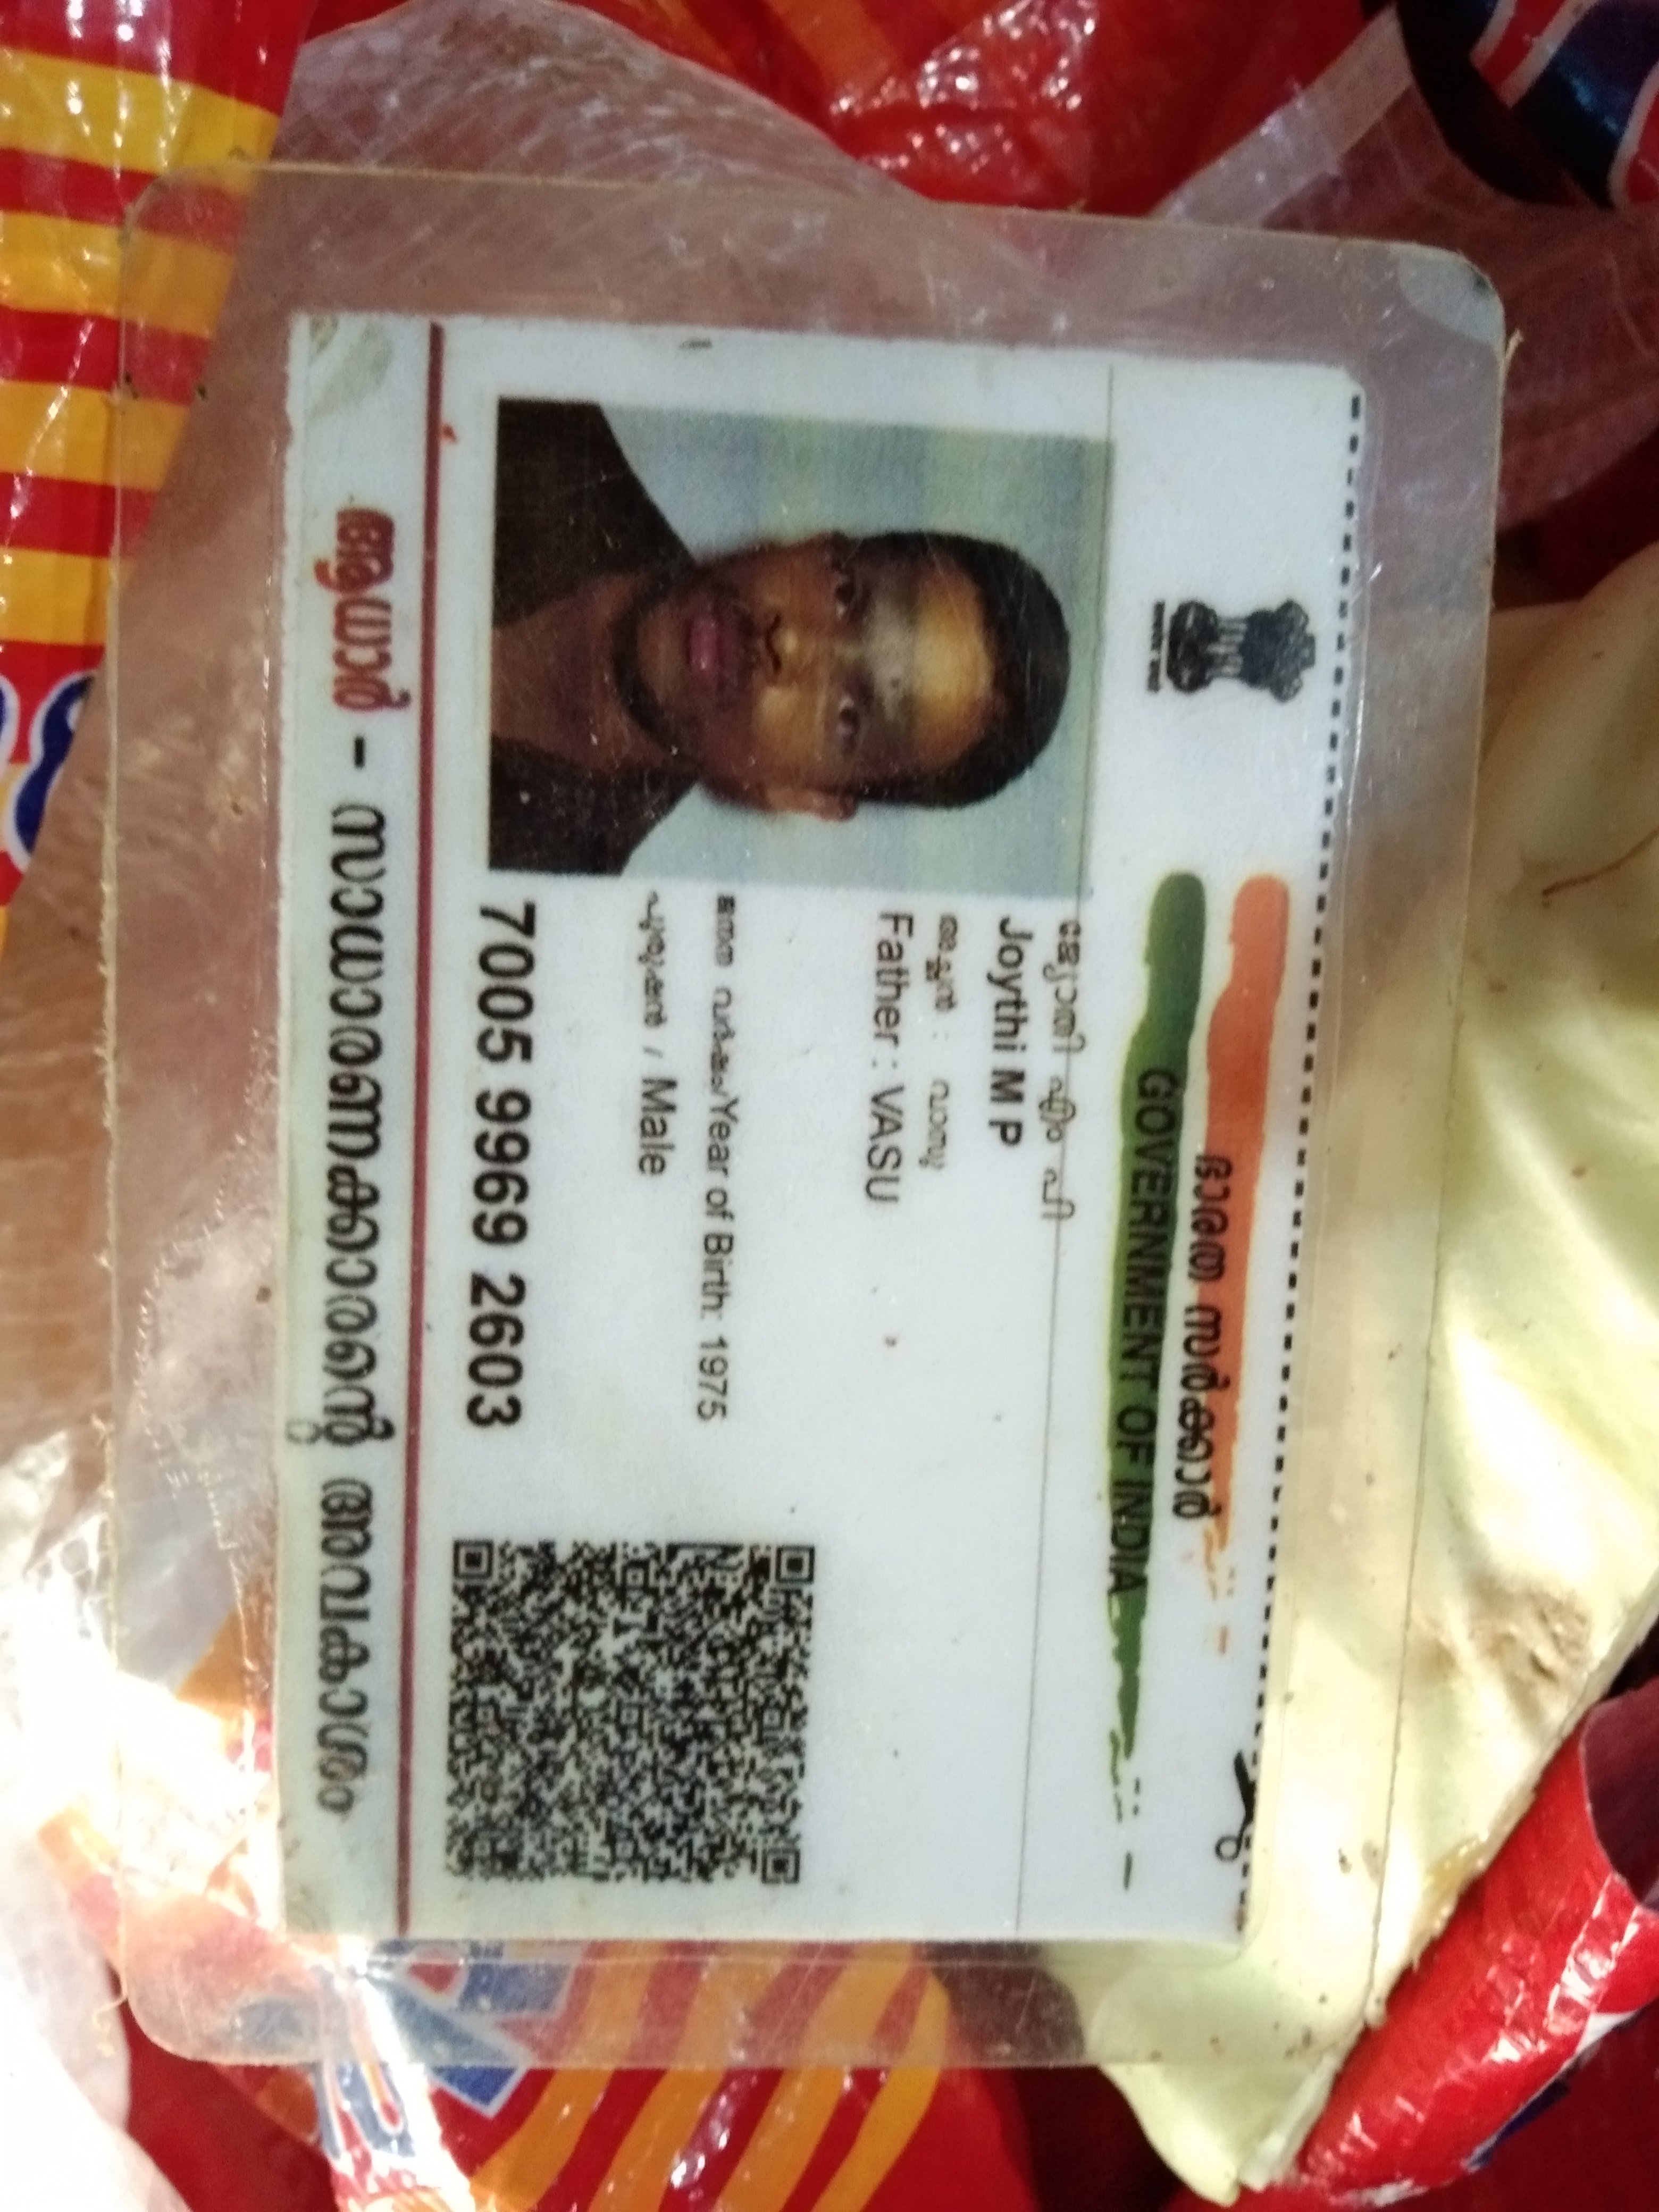 ഭാരത സർക്കാർ
GOVERNMENT OF INDIA
ജ്യോതി എം പി
Joythi M P
അച്ഛൻ : വാസു
Father : VASU
ജനന വർഷം/Year of Birth: 1975
പുരുഷൻ / Male
7005 9969 2603
ആധാർ - സാധാരണക്കാരന്റെ അവകാശം